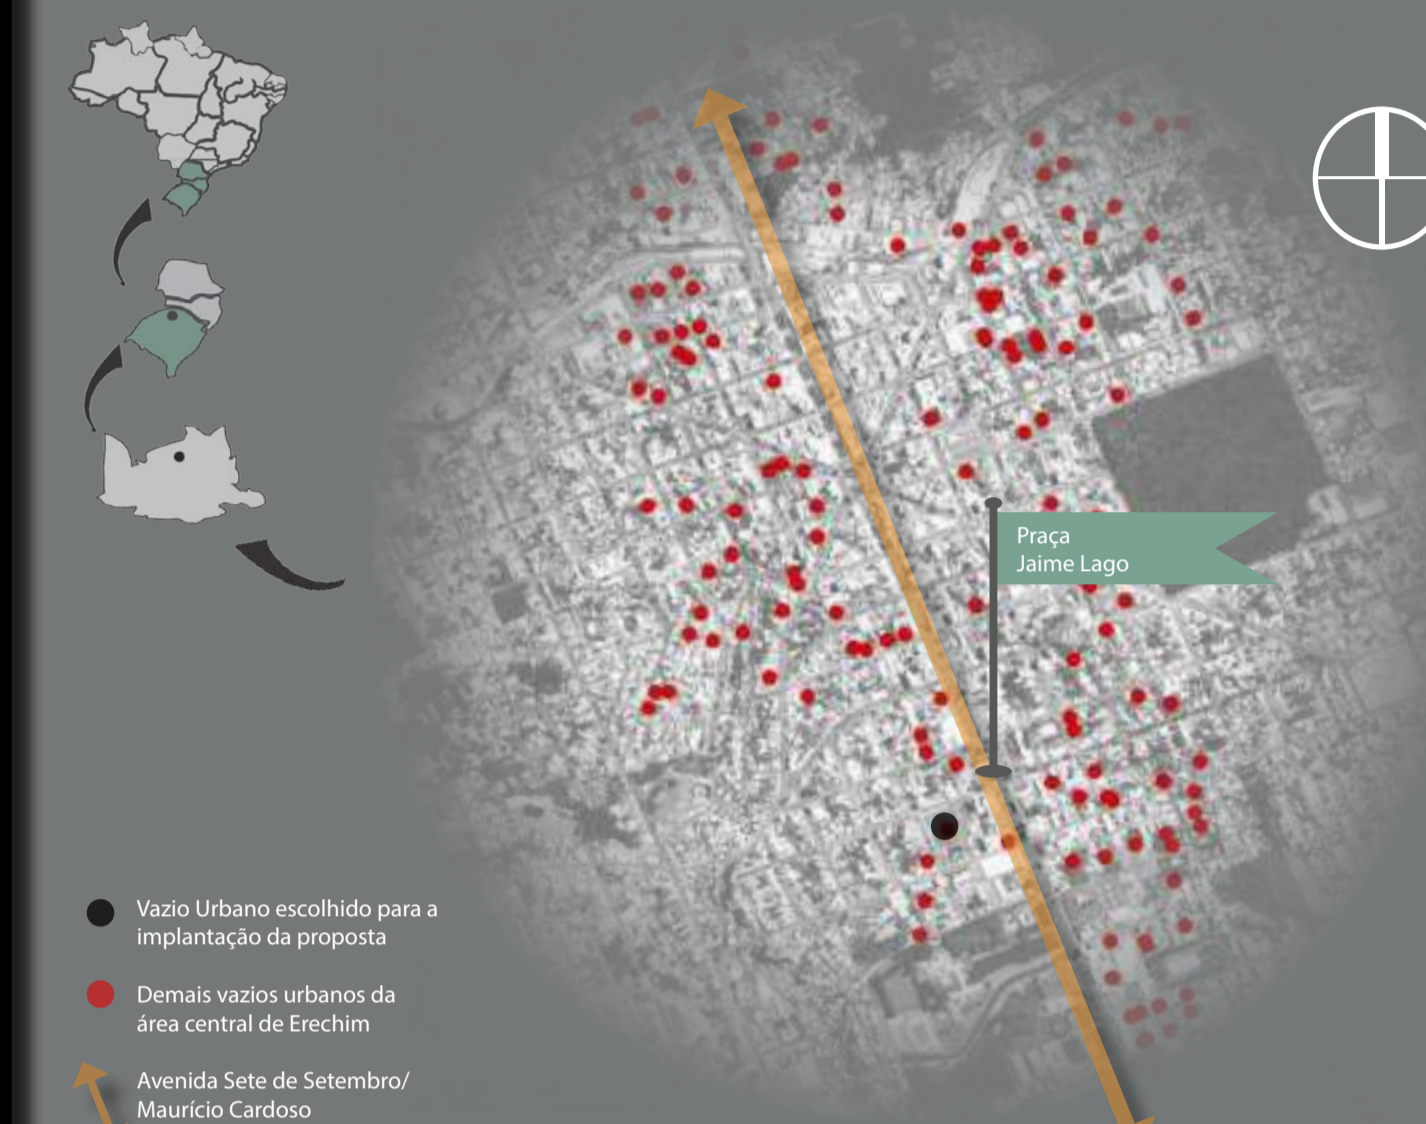 Praça
Jaime Lago
Vazio Urbano escolhido para a
implantação da proposta
Demais vazios urbanos da
área central de Erechim
Avenida Sete de Setembro/
Maurício Cardoso